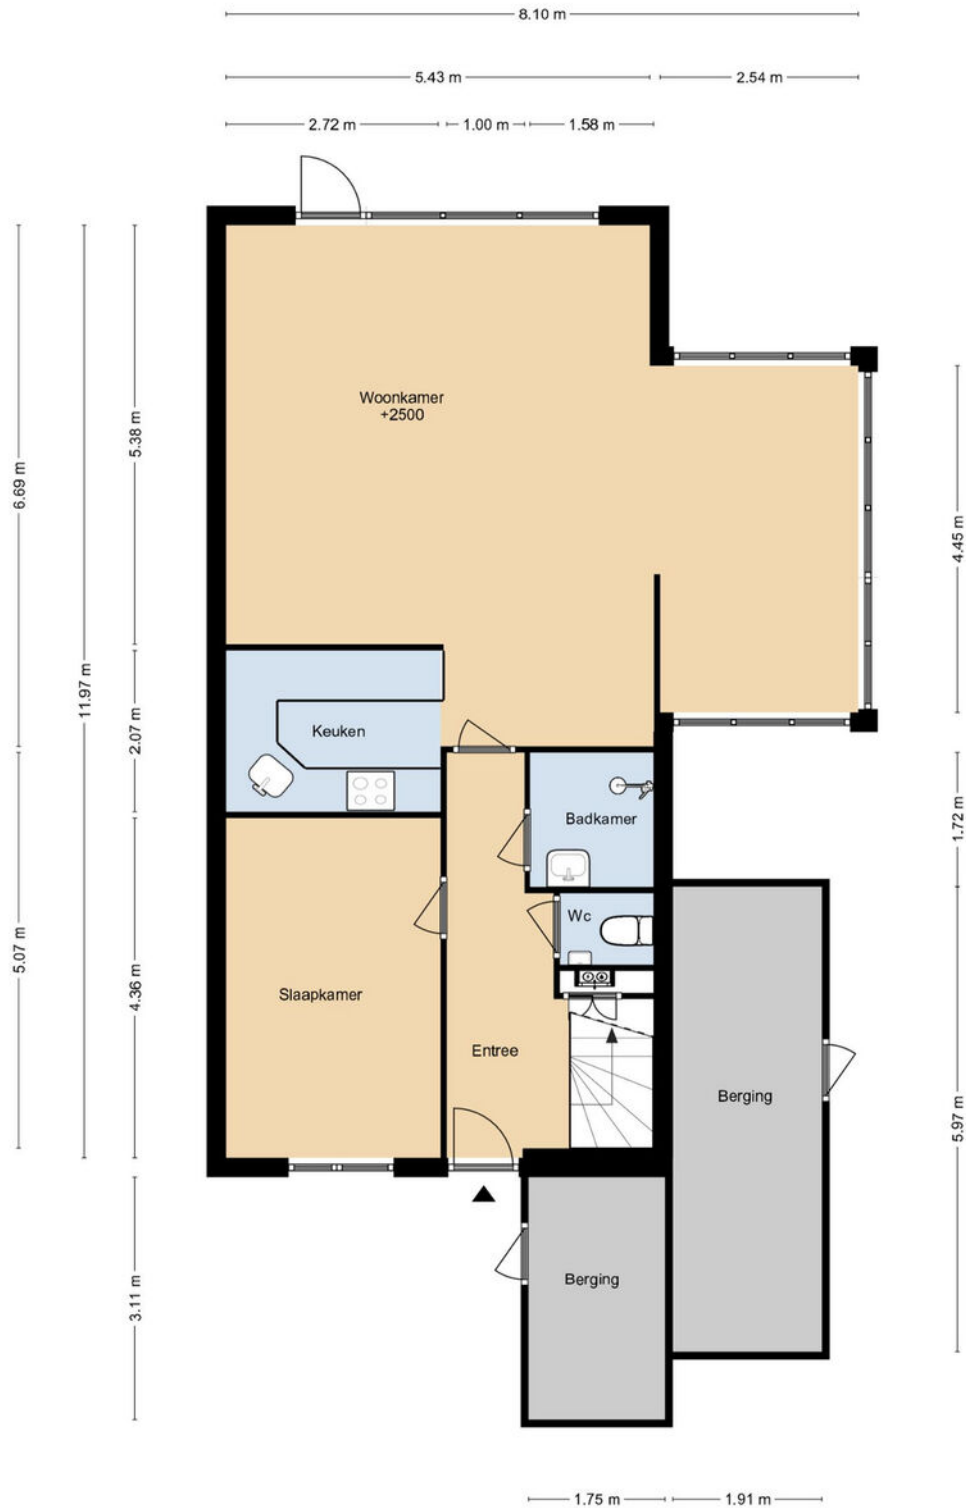 8.10 m
5.43 m
2.54 m
2.72 m
1.00 m
1.58 m
Woonkamer
+2500
5.38 m
6.69 m
4.45 m
11.97 m
2.07 m
Keuken
Badkamer
1.72 m
Wc
5.07 m
4.36 m
Slaapkamer
Entree
Berging
5.97 m
Berging
3.11 m
1.75 m
1.91 m